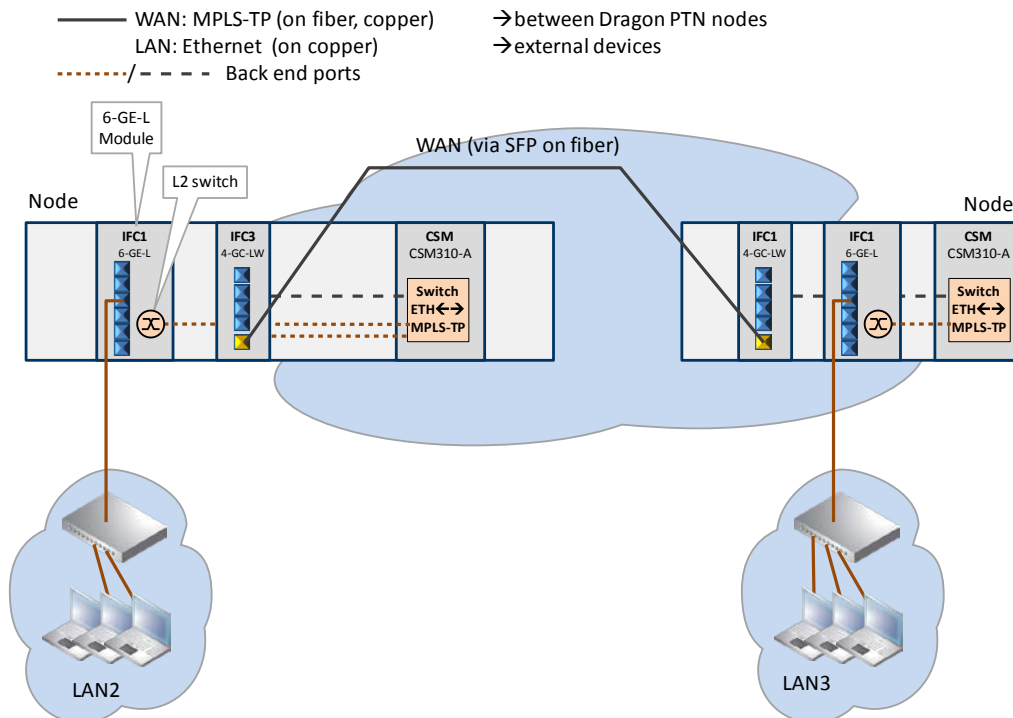 WAN: MPLS-TP (on fiber, copper) →between Dragon PTN nodes
LAN: Ethernet (on copper) →external devices
/ Back end ports
6-GE-L
Module
L2 switch
WAN (via SFP on fiber)
Node
Node
IFC1
6-GE-L
IFC3
4-GC-LW
CSM
CSM310-A
Switch
ETH
MPLS-TP
IFC1
4-GC-LW
IFC1
6-GE-L
CSM
CSM310-A
Switch
ETH
MPLS-TP
LAN2
LAN3